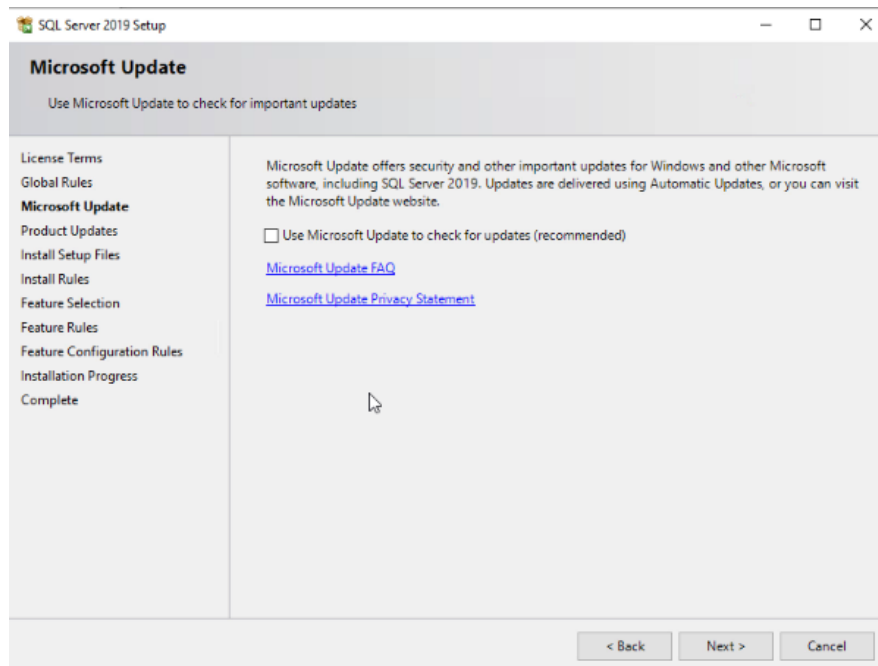 SQL Server 2019 Setup
Microsoft Update
Use Microsoft Update to check for important updates
License Terms
Global Rules
Microsoft Update
Product Updates
Install Setup Files
Install Rules
Feature Selection
Feature Rules
Feature Configuration Rules
Installation Progress
Complete
Microsoft Update offers security and other important updates for Windows and other Microsoft
software, including SQL Server 2019. Updates are delivered using Automatic Updates, or you can visit
the Microsoft Update website.
Use Microsoft Update to check for updates (recommended)
Microsoft Update FAQ
Microsoft Update Privacy Statement
< Back
Next >
Cancel